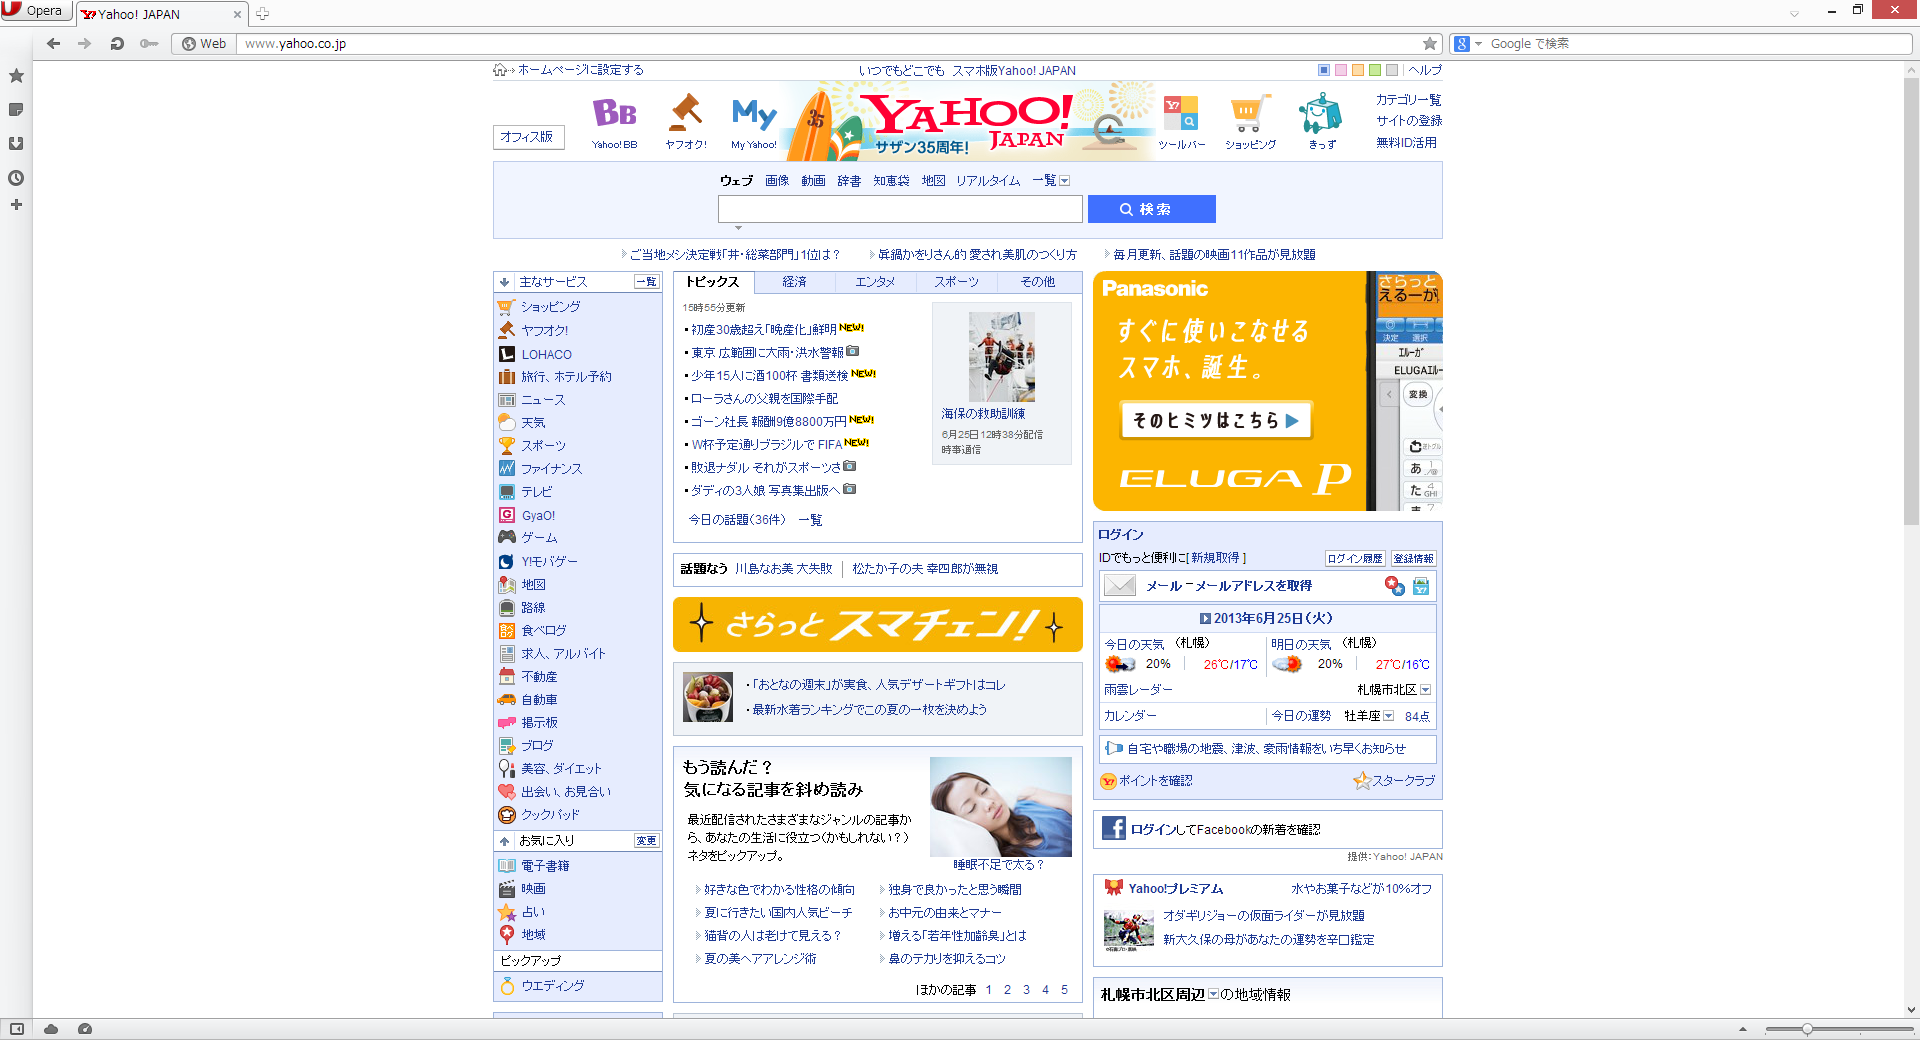 Opera
Yahoo! JAPAN
Web
www.yahoo.co.jp
Google で検索
ホームページに設定する
いつでもどこでも スマホ版Yahoo! JAPAN
ヘルプ
オフィス版
BB
Yahoo! BB
ヤフオク!
My
My Yahoo!
35
YAHOO!
JAPAN
サザン35周年!
ツールバー
ショッピング
きっず
カテゴリ一覧
サイトの登録
無料ID活用
ウェブ 画像 動画 辞書 知恵袋 地図 リアルタイム 一覧
検索
ご当地メシ決定戦「丼・総菜部門」1位は?
眞鍋かをりさん的 愛され美肌のつくり方
毎月更新、話題の映画11作品が見放題
主なサービス 一覧
ショッピング
ヤフオク!
LOHACO
旅行、ホテル予約
ニュース
天気
スポーツ
ファイナンス
テレビ
GyaO!
ゲーム
Y!モバゲー
地図
路線
食べログ
求人、アルバイト
不動産
自動車
掲示板
ブログ
美容、ダイエット
出会い、お見合い
クックパッド
お気に入り 変更
電子書籍
映画
占い
地域
ピックアップ
ウエディング
トピックス 経済 エンタメ スポーツ その他
15時55分更新
・初産30歳超え「晩産化」鮮明 NEW!
・東京 広範囲に大雨・洪水警報
・少年15人に酒100杯 書類送検 NEW!
・ローラさんの父親を国際手配
・ゴーン社長 報酬9億8800万円 NEW!
・W杯予定通りブラジルで FIFA NEW!
・敗退ナダル それがスポーツさ
・ダディの3人娘 写真集出版へ
今日の話題(36件) 一覧
海保の救助訓練
6月25日12時38分配信
時事通信
話題なう 川島なお美 大失敗 松たか子の夫 幸四郎が無視
さらっと スマチェン!
・「おとなの週末」が実食、人気デザートギフトはコレ
・最新水着ランキングでこの夏の一枚を決めよう
もう読んだ?
気になる記事を斜め読み
最近配信されたさまざまなジャンルの記事か
ら、あなたの生活に役立つ(かもしれない?)
ネタをピックアップ。
睡眠不足で太る?
好きな色でわかる性格の傾向
独身で良かったと思う瞬間
夏に行きたい国内人気ビーチ
お中元の由来とマナー
猫背の人は老けて見える?
増える「若年性加齢臭」とは
夏の美ヘアアレンジ術
鼻のテカリを抑えるコツ
ほかの記事 1 2 3 4 5
Panasonic
すぐに使いこなせる
スマホ、誕生。
そのヒミツはこちら
ELUGA P
さらっと
えるーが
決定 選択
エルーガ
ELUGAエルー
変換
あ
た
GHI
ログイン
IDでもっと便利に[ 新規取得 ]
ログイン履歴 登録情報
メール - メールアドレスを取得
2013年6月25日(火)
今日の天気 (札幌)
20% 26℃/17℃
明日の天気 (札幌)
20% 27℃/16℃
雨雲レーダー
札幌市北区
カレンダー
今日の運勢 牡羊座 84点
自宅や職場の地震、津波、豪雨情報をいち早くお知らせ
ポイントを確認
スタークラブ
ログインしてFacebookの新着を確認
提供:Yahoo! JAPAN
Yahoo!プレミアム
水やお菓子などが10%オフ
オダギリジョーの仮面ライダーが見放題
新大久保の母があなたの運勢を辛口鑑定
札幌市北区周辺の地域情報